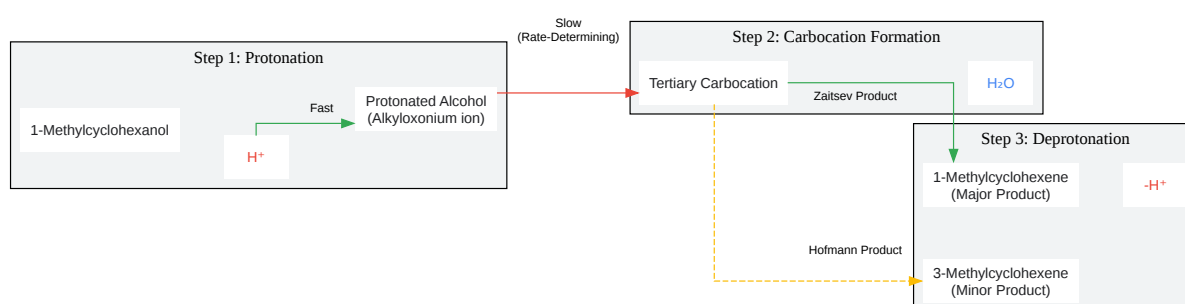 Step 1: Protonation
1-Methylcyclohexanol
H⁺
Fast
Protonated Alcohol
(Alkyloxonium ion)
Slow
(Rate-Determining)
Step 2: Carbocation Formation
Tertiary Carbocation
H₂O
Zaitsev Product
Hofmann Product
Step 3: Deprotonation
1-Methylcyclohexene
(Major Product)
-H⁺
3-Methylcyclohexene
(Minor Product)